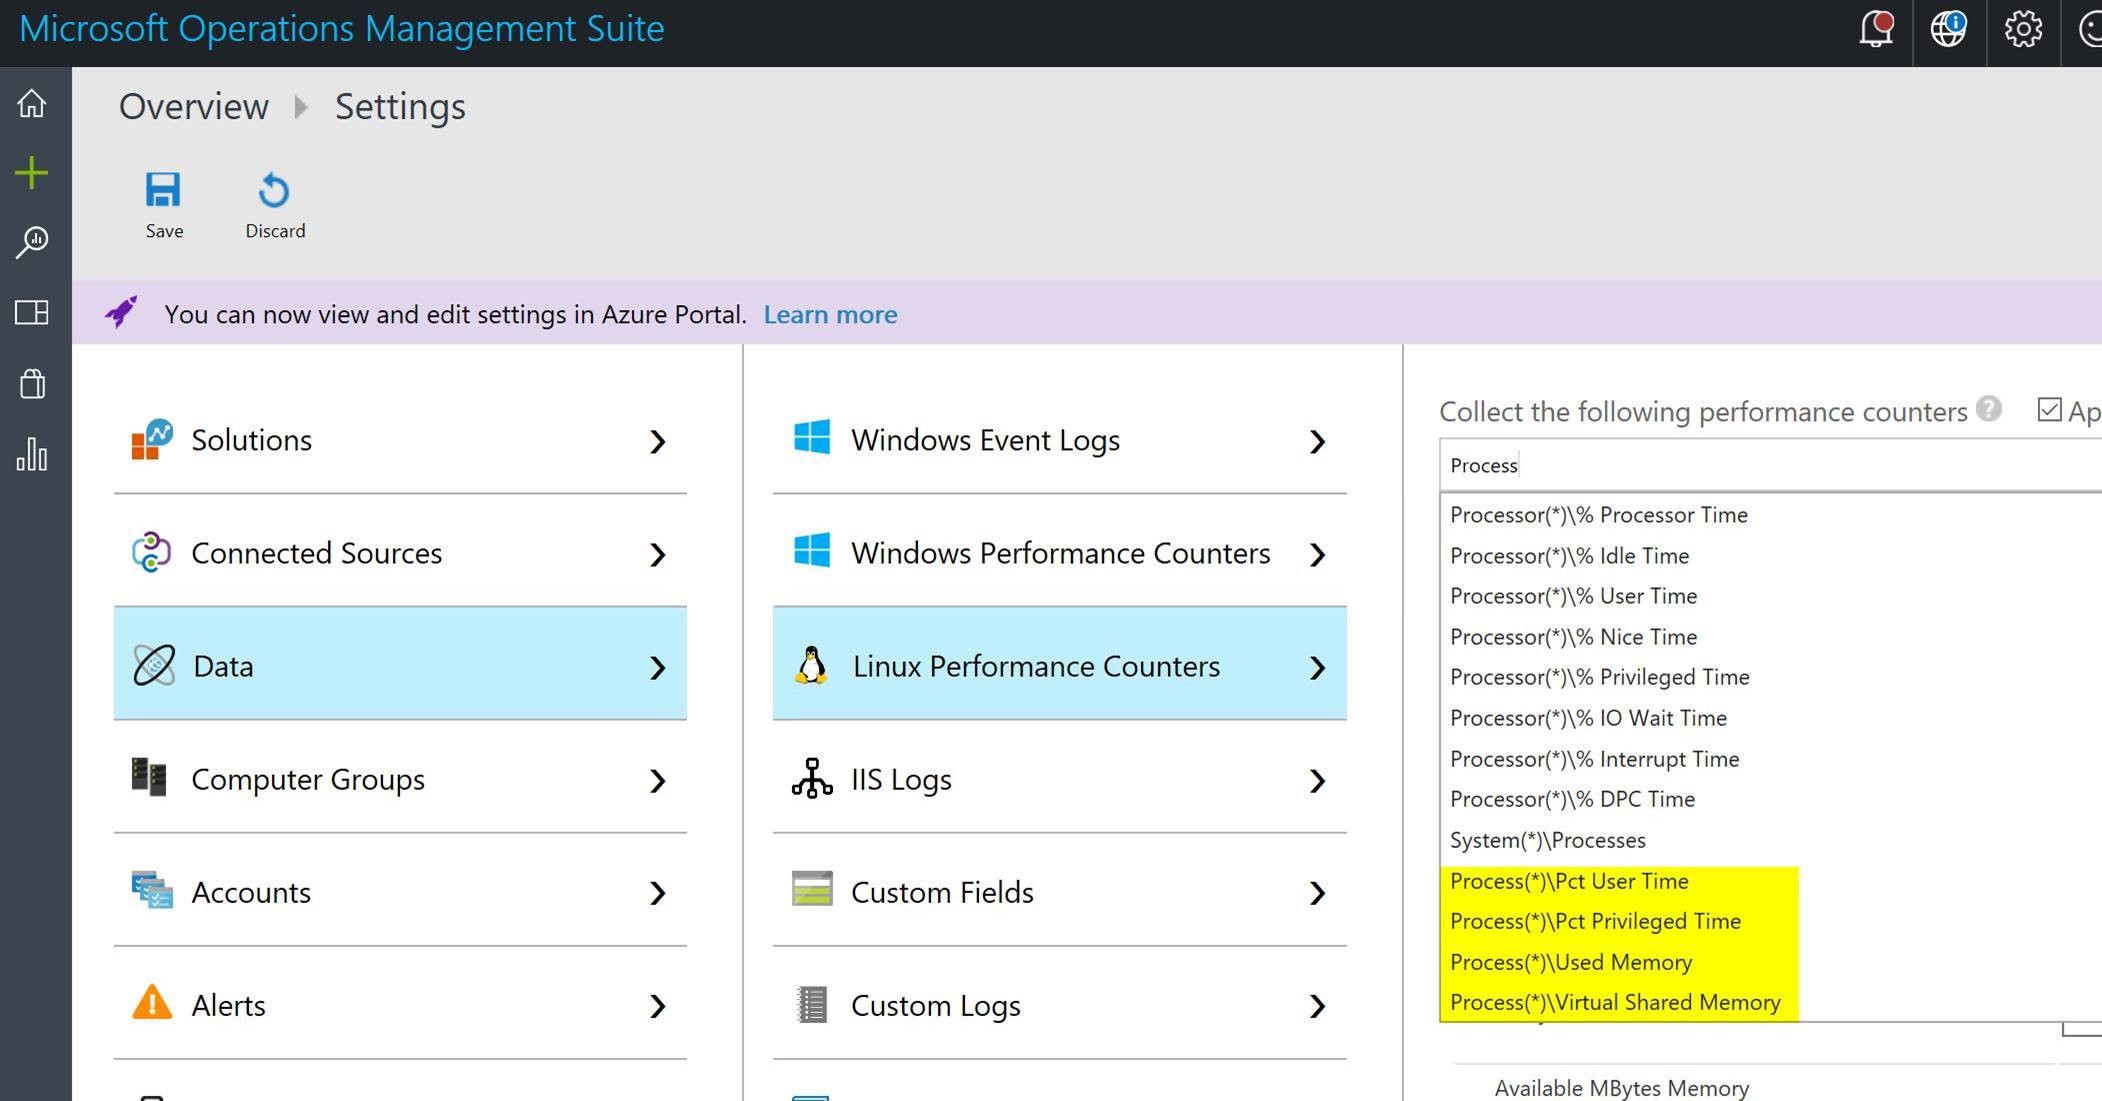 Microsoft Operations Management Suite
Overview
Settings
Save
Discard
You can now view and edit settings in Azure Portal. Learn more
Solutions
Connected Sources
Data
Computer Groups
Accounts
Alerts
Windows Event Logs
Windows Performance Counters
Linux Performance Counters
IIS Logs
Custom Fields
Custom Logs
Collect the following performance counters ? Ap
Process
Processor(*)\% Processor Time
Processor(*)\% Idle Time
Processor(*)\% User Time
Processor(*)\% Nice Time
Processor(*)\% Privileged Time
Processor(*)\% IO Wait Time
Processor(*)\% Interrupt Time
Processor(*)\% DPC Time
System(*)\Processes
Process(*)\Pct User Time
Process(*)\Pct Privileged Time
Process(*)\Used Memory
Process(*)\Virtual Shared Memory
Available MBytes Memory